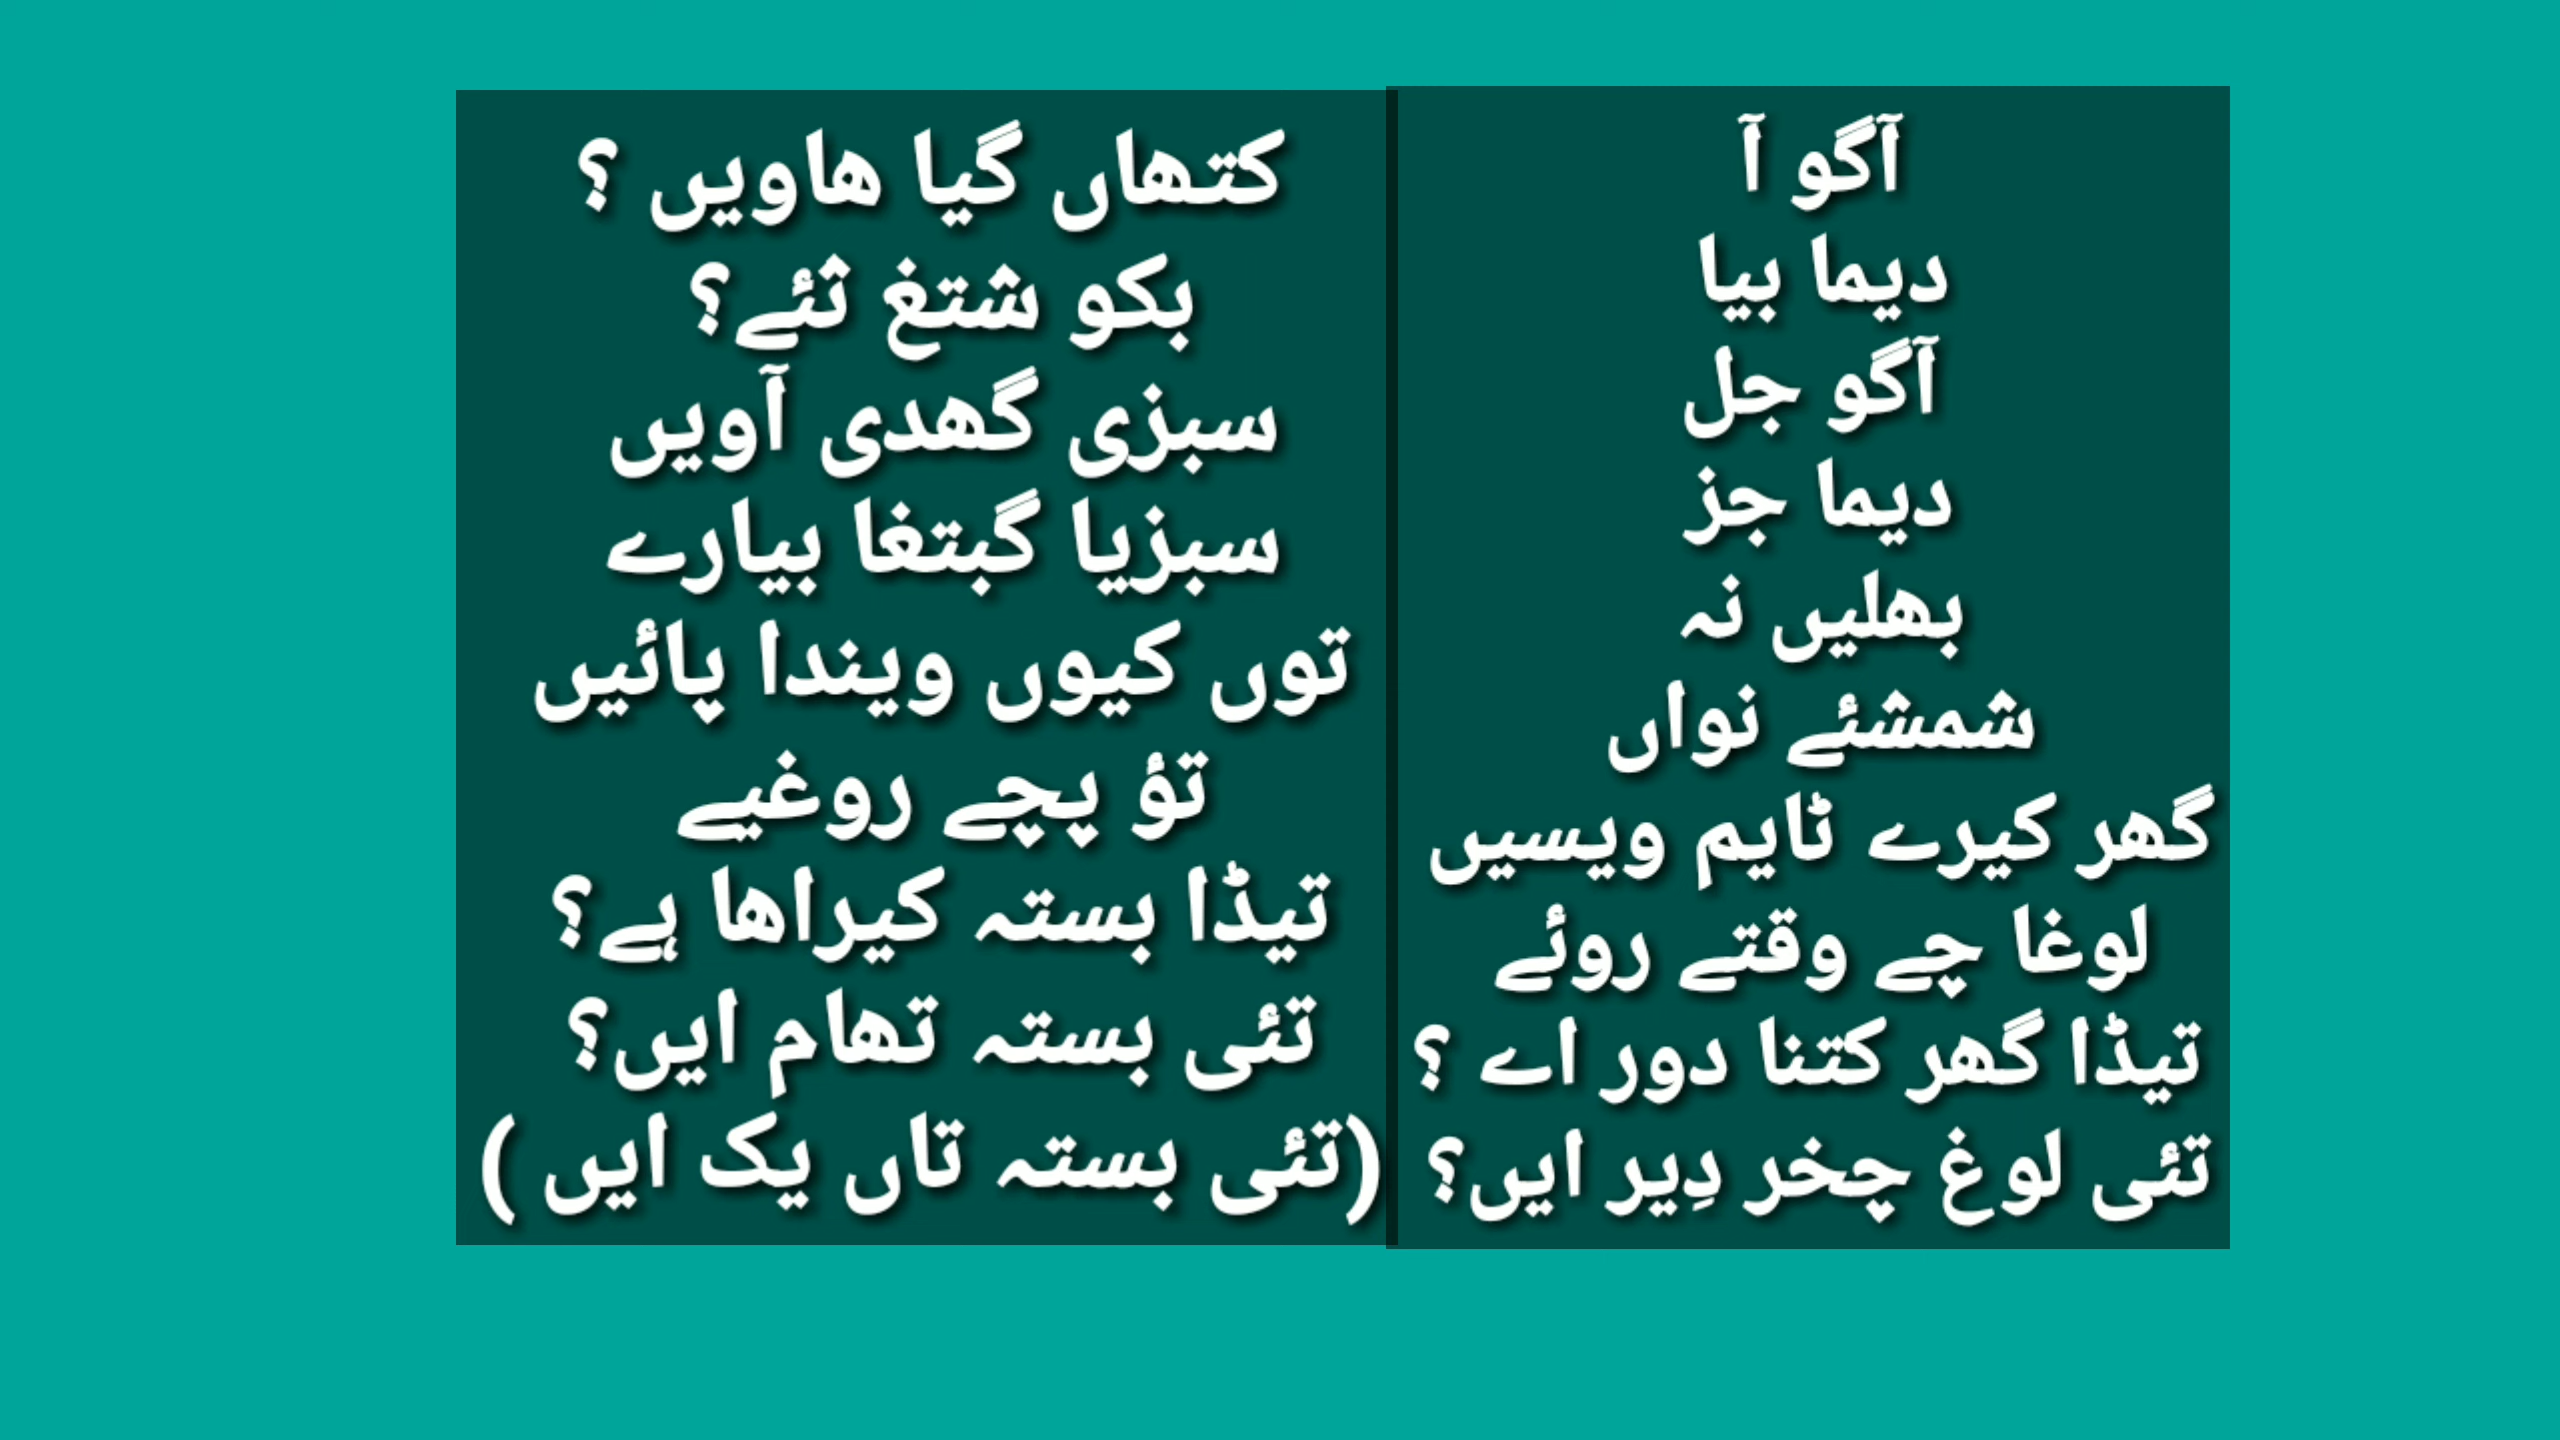 آگو آ
دیما بیا
آگو جل
دیما جز
بھلیں نہ
شمشئے نواں
گھر کیرے ٹایم ویسیں
لوغا چے وقتے روئے
تیڈا گھر کتنا دور اے ؟
تئی لوغ چخر دِیر ایں؟
کتھاں گیا ھاویں ؟
بکو شتغ تئے؟
سبزی گھدی آویں
سبزیا گبتغا بیارے
توں کیوں ویندا پائیں
تؤ پچے روغیے
تیڈا بستہ کیراھا ہے؟
تئی بستہ تھام ایں؟
(تئی بستہ تاں یک ایں )